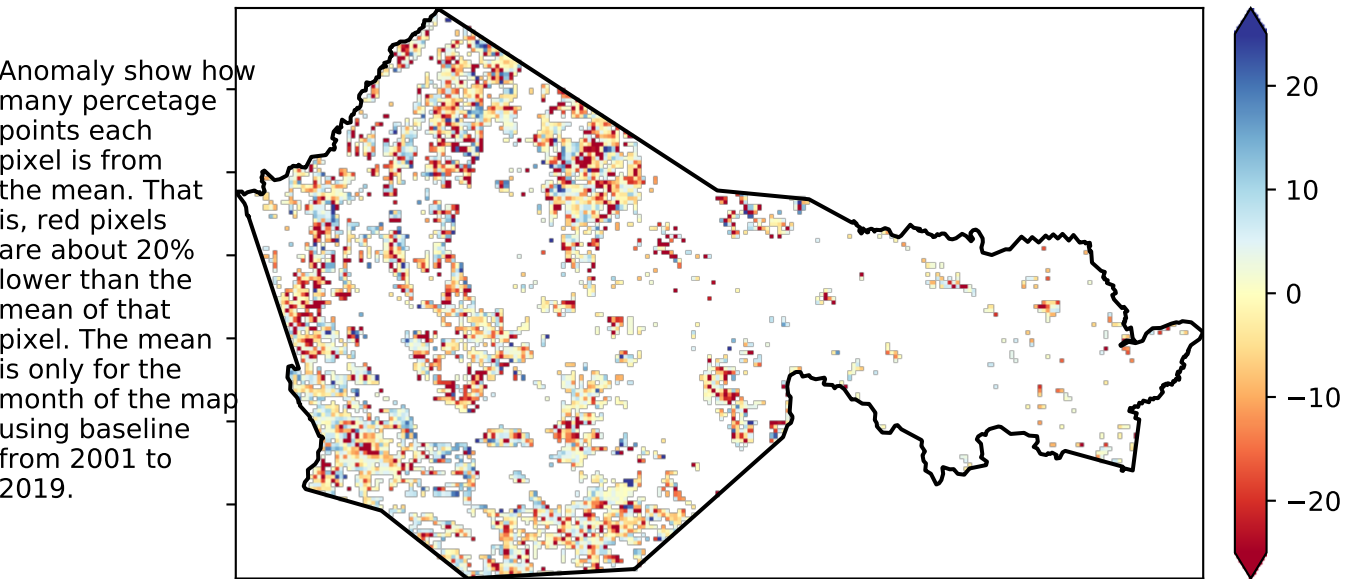 Anomaly show how
many percetage
points each
pixel is from
the mean. That
is, red pixels
are about 20%
lower than the
mean of that
pixel. The mean
is only for the
month of the map
using baseline
from 2001 to
2019.
20
10
0
−10
−20